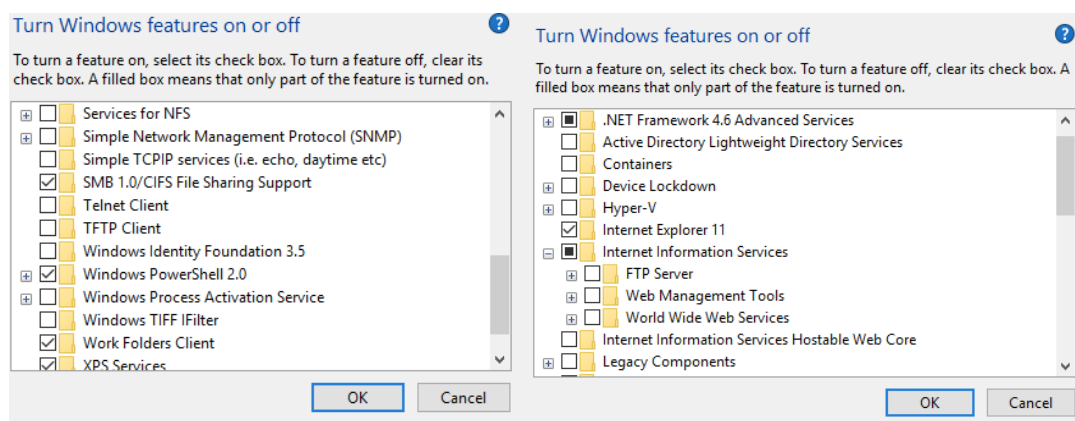 Turn Windows features on or off
To turn a feature on, select its check box. To turn a feature off, clear its
check box. A filled box means that only part of the feature is turned on.
Services for NFS
Simple Network Management Protocol (SNMP)
Simple TCPIP services (i.e. echo, daytime etc)
SMB 1.0/CIFS File Sharing Support
Telnet Client
TFTP Client
Windows Identity Foundation 3.5
Windows PowerShell 2.0
Windows Process Activation Service
Windows TIFF IFilter
Work Folders Client
XPS Services
OK
Cancel
Turn Windows features on or off
To turn a feature on, select its check box. To turn a feature off, clear its check box. A
filled box means that only part of the feature is turned on.
.NET Framework 4.6 Advanced Services
Active Directory Lightweight Directory Services
Containers
Device Lockdown
Hyper-V
Internet Explorer 11
Internet Information Services
FTP Server
Web Management Tools
World Wide Web Services
Internet Information Services Hostable Web Core
Legacy Components
OK
Cancel